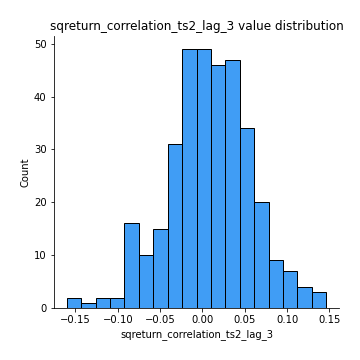 sqreturn_correlation_ts2_lag_3 value distribution
50
40
30
20
10
0
Count
−0.15 −0.10 −0.05 0.00 0.05 0.10 0.15
sqreturn_correlation_ts2_lag_3